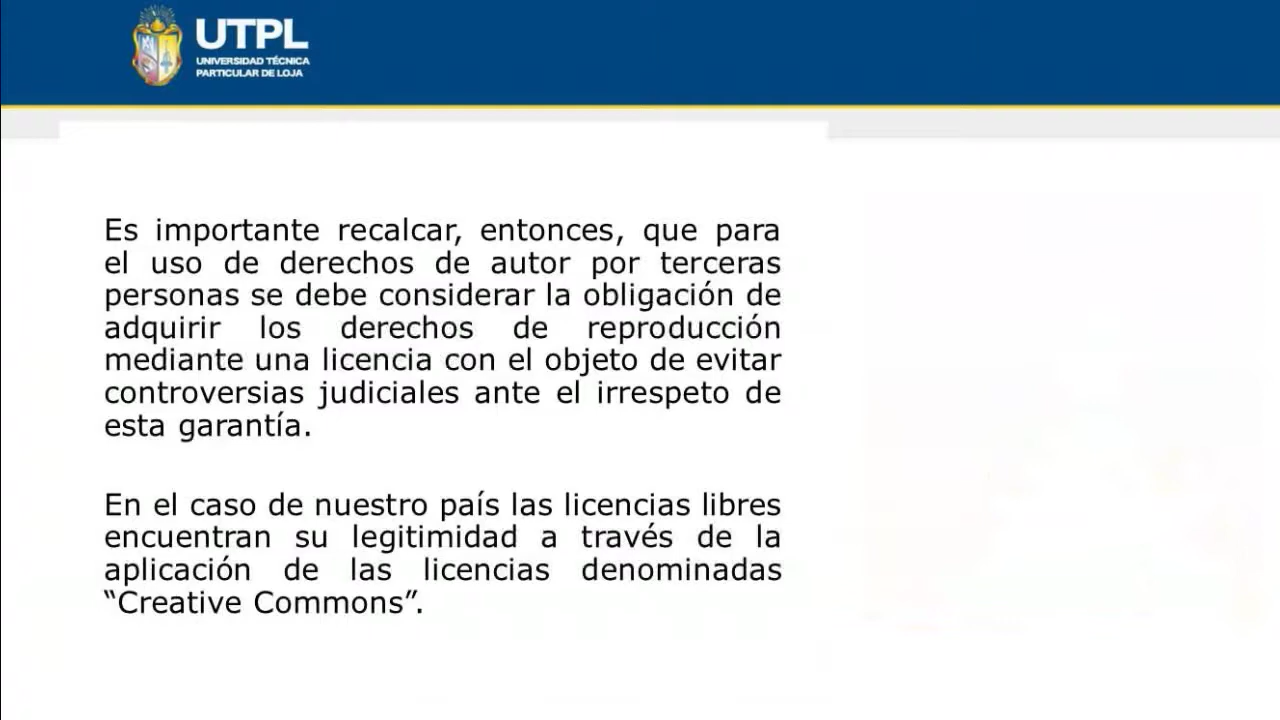 UTPL
UNIVERSIDAD TÉCNICA
PARTICULAR DE LOJA
Es importante recalcar, entonces, que para
el uso de derechos de autor por terceras
personas se debe considerar la obligación de
adquirir los derechos de reproducción
mediante una licencia con el objeto de evitar
controversias judiciales ante el irrespeto de
esta garantía.
En el caso de nuestro país las licencias libres
encuentran su legitimidad a través de la
aplicación de las licencias denominadas
“Creative Commons”.